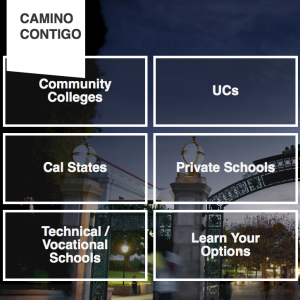 CAMINO
CONTIGO
Community
Colleges
UCs
Cal States
Private Schools
Technical /
Vocational
Schools
Learn Your
Options